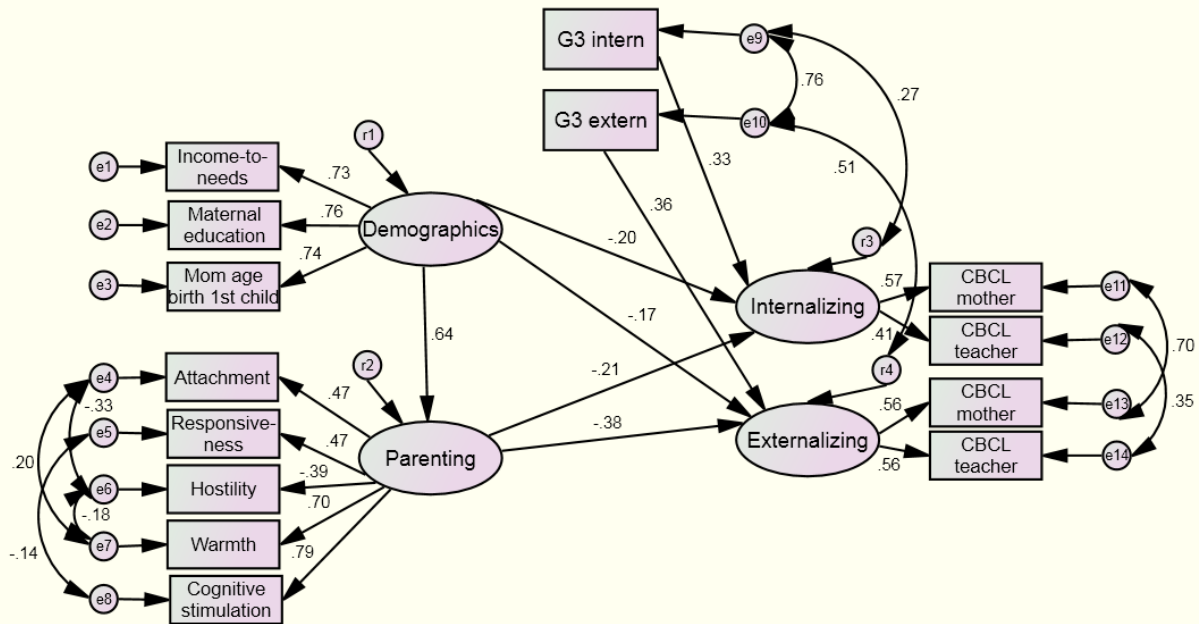 G3 intern
e9
.76
.27
G3 extern
e10
.33
.51
.36
r1
e1
Income-to-
needs
.73
e2
Maternal
education
.76
Demographics
e3
Mom age
birth 1st child
.74
-.20
r3
-.17
.64
Internalizing
.57
CBCL
mother
e11
.41
CBCL
teacher
e12
.70
.35
r2
r4
e4
Attachment
-.33
.47
-.21
e5
Responsive-
ness
.47
-.38
.56
CBCL
mother
e13
Parenting
Externalizing
.56
CBCL
teacher
e14
.20
e6
Hostility
-.39
-.18
.70
e7
Warmth
.79
-.14
e8
Cognitive
stimulation